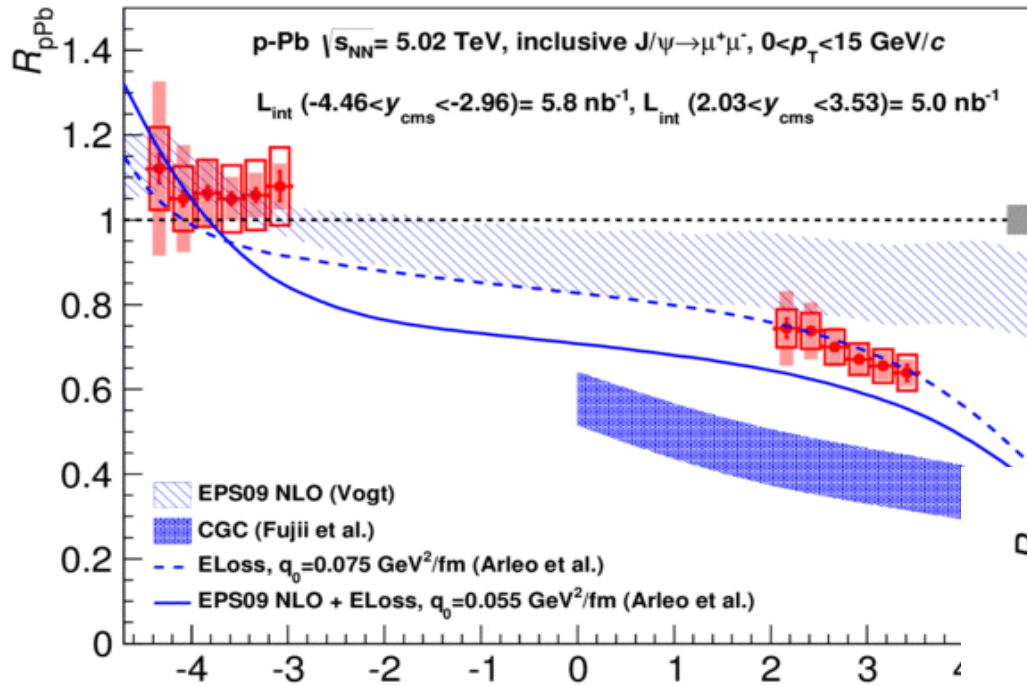 R_pPb
p-Pb √s_NN = 5.02 TeV, inclusive J/ψ→μ⁺μ⁻, 0<p_T<15 GeV/c
L_int (-4.46<y_cms<-2.96)= 5.8 nb⁻¹, L_int (2.03<y_cms<3.53)= 5.0 nb⁻¹
1.4
1.2
1
0.8
0.6
0.4
0.2
0
EPS09 NLO (Vogt)
CGC (Fujii et al.)
ELoss, q₀=0.075 GeV²/fm (Arleo et al.)
EPS09 NLO + ELoss, q₀=0.055 GeV²/fm (Arleo et al.)
-4 -3 -2 -1 0 1 2 3